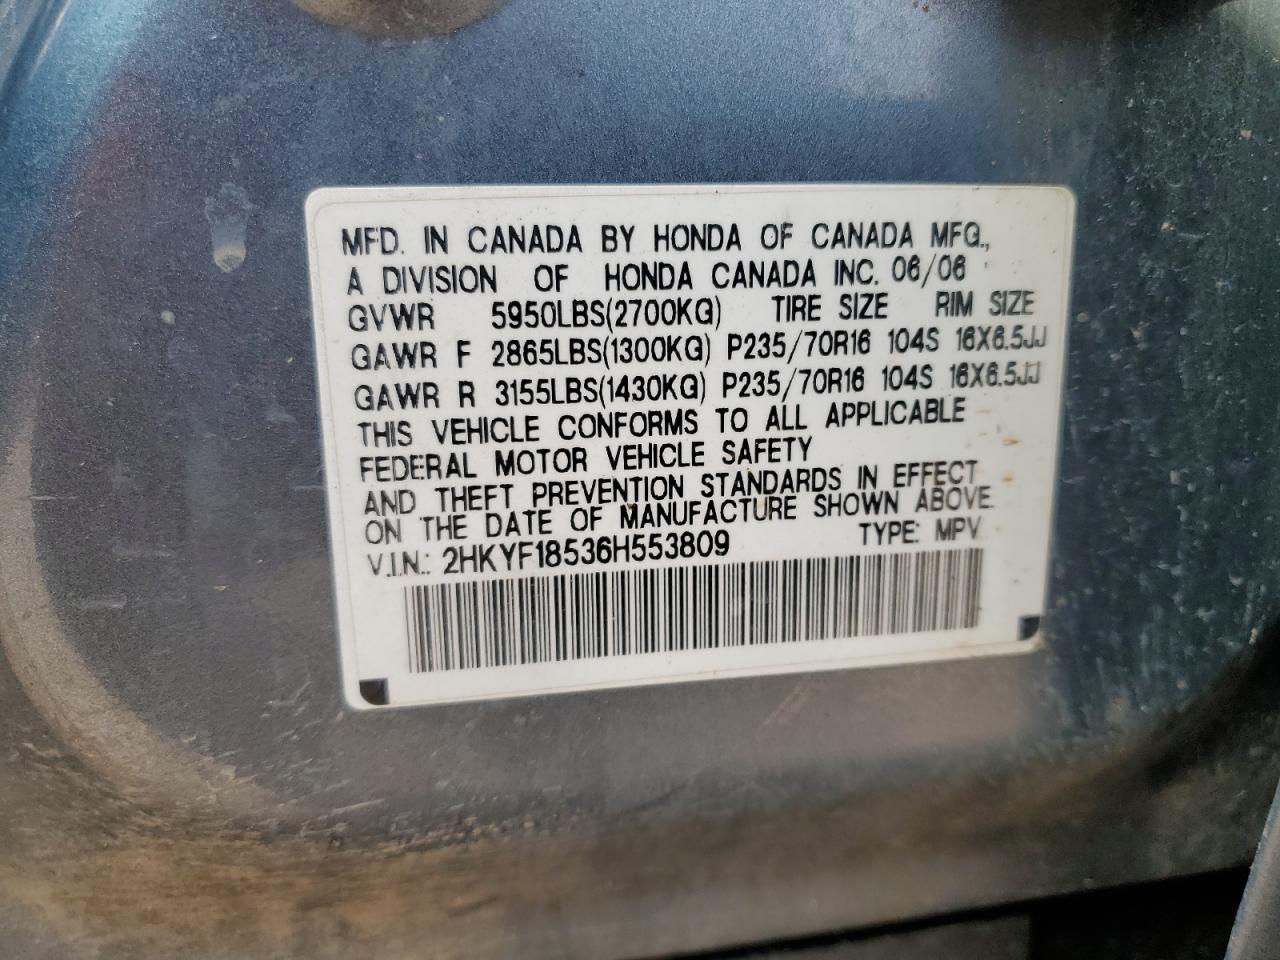 MFD. IN CANADA BY HONDA OF CANADA MFG.,
A DIVISION OF HONDA CANADA INC. 06/06
GVWR 5950LBS(2700KG) TIRE SIZE RIM SIZE
GAWR F 2865LBS(1300KG) P235/70R16 104S 16X6.5JJ
GAWR R 3155LBS(1430KG) P235/70R16 104S 16X6.5JJ
THIS VEHICLE CONFORMS TO ALL APPLICABLE
FEDERAL MOTOR VEHICLE SAFETY
AND THEFT PREVENTION STANDARDS IN EFFECT
ON THE DATE OF MANUFACTURE SHOWN ABOVE.
V.I.N.: 2HKYF18536H553809 TYPE: MPV